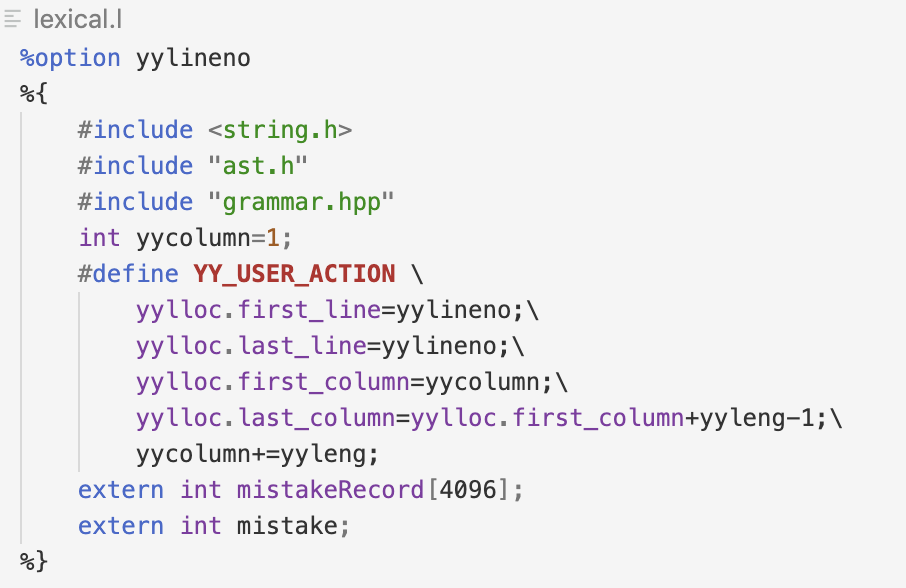 lexical.l
%option yylineno
%{
    #include <string.h>
    #include "ast.h"
    #include "grammar.hpp"
    int yycolumn=1;
    #define YY_USER_ACTION \
        yylloc.first_line=yylineno;\
        yylloc.last_line=yylineno;\
        yylloc.first_column=yycolumn;\
        yylloc.last_column=yylloc.first_column+yyleng-1;\
        yycolumn+=yyleng;
    extern int mistakeRecord[4096];
    extern int mistake;
%}